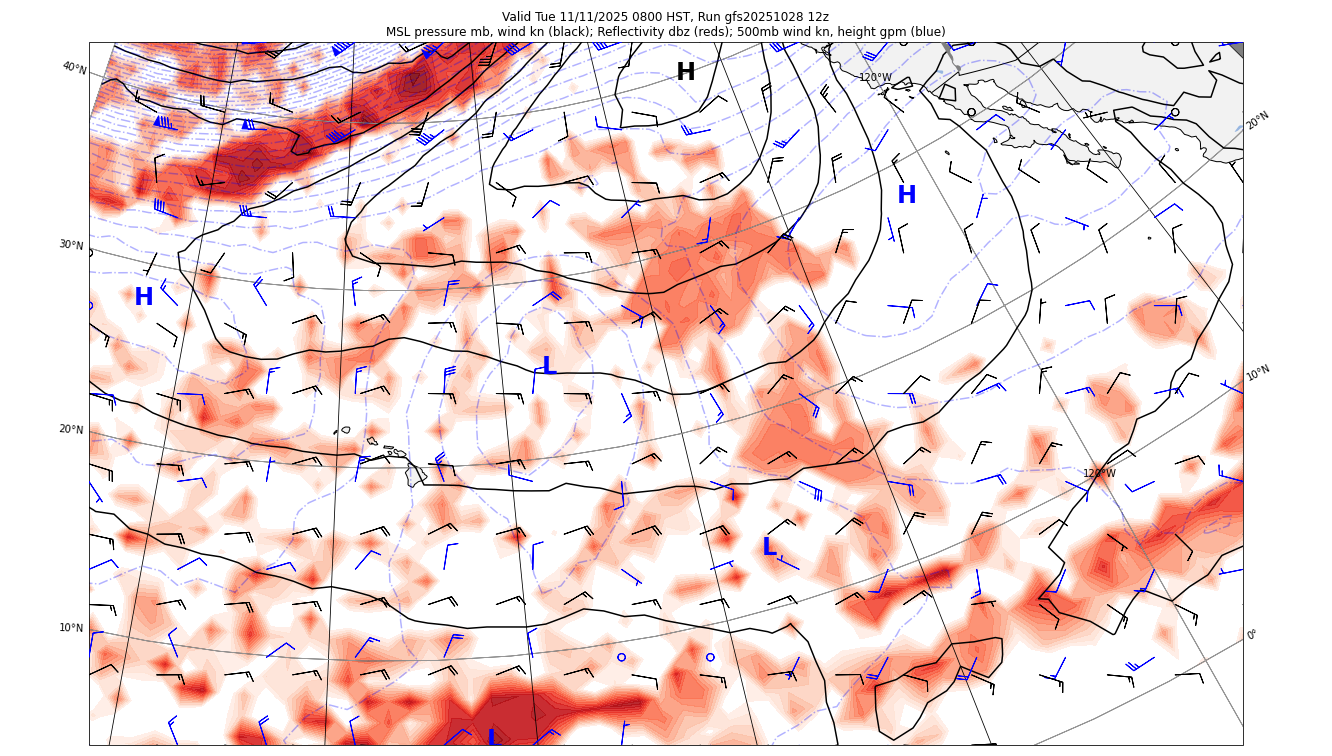 Valid Tue 11/11/2025 0800 HST, Run gfs20251028 12z
MSL pressure mb, wind kn (black); Reflectivity dbz (reds); 500mb wind kn, height gpm (blue)
40°N
H
120°W
20°N
H
30°N
H
L
10°N
20°N
120°W
L
10°N
0°
L